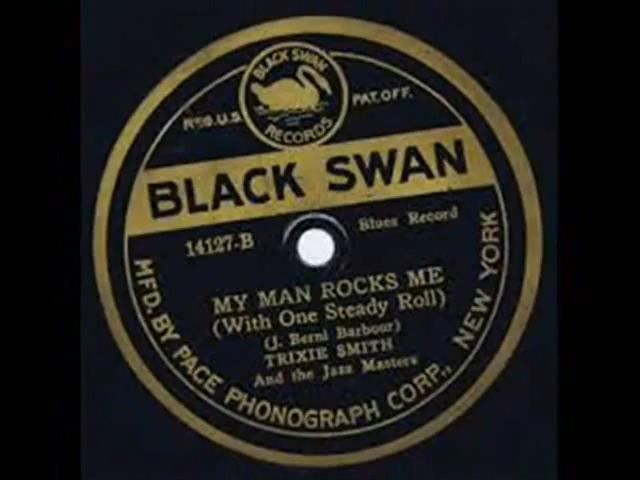 BLACK SWAN
RECORDS
REG. U.S. PAT. OFF.
BLACK SWAN
14127-B Blues Record
MY MAN ROCKS ME
(With One Steady Roll)
(J. Berni Barbour)
TRIXIE SMITH
And the Jazz Masters
MFD. BY PACE PHONOGRAPH CORP., NEW YORK